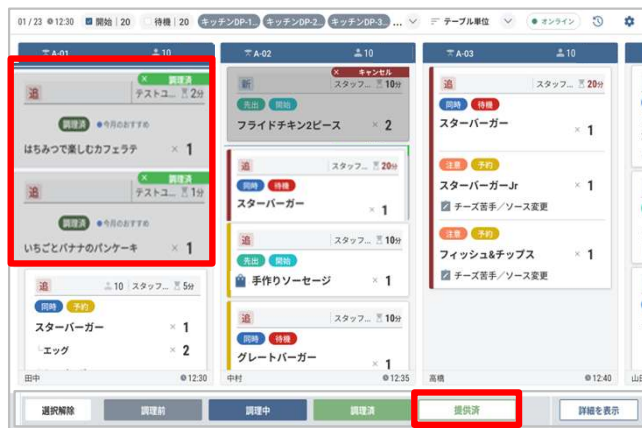 01 / 23 12:30 開始 | 20 待機 | 20 キッチンDP-1... キッチンDP-2... キッチンDP-3... ... テーブル単位 オンライン
A-01 10
× 調理済
追 テストユ... 2分
調理済 ●今月のおすすめ
はちみつで楽しむカフェラテ × 1
× 調理済
追 テストユ... 1分
調理済 ●今月のおすすめ
いちごとバナナのパンケーキ × 1
追 10 スタッフ... 5分
同時 予約
スターバーガー × 1
└エッグ × 2
田中 12:30
A-02 10
× キャンセル
新 スタッフ... 10分
先出 開始
フライドチキン2ピース × 2
追 スタッフ... 20分
同時 待機
スターバーガー × 1
追 スタッフ... 10分
先出 開始
手作りソーセージ × 1
追 スタッフ... 10分
同時 待機
グレートバーガー × 1
中村 12:35
A-03 10
追 スタッフ... 20分
同時 待機
スターバーガー × 1
注意 予約
スターバーガーJr × 1
チーズ苦手／ソース変更
注意 予約
フィッシュ&チップス × 1
チーズ苦手／ソース変更
高橋 12:40
選択解除 調理前 調理中 調理済 提供済 詳細を表示